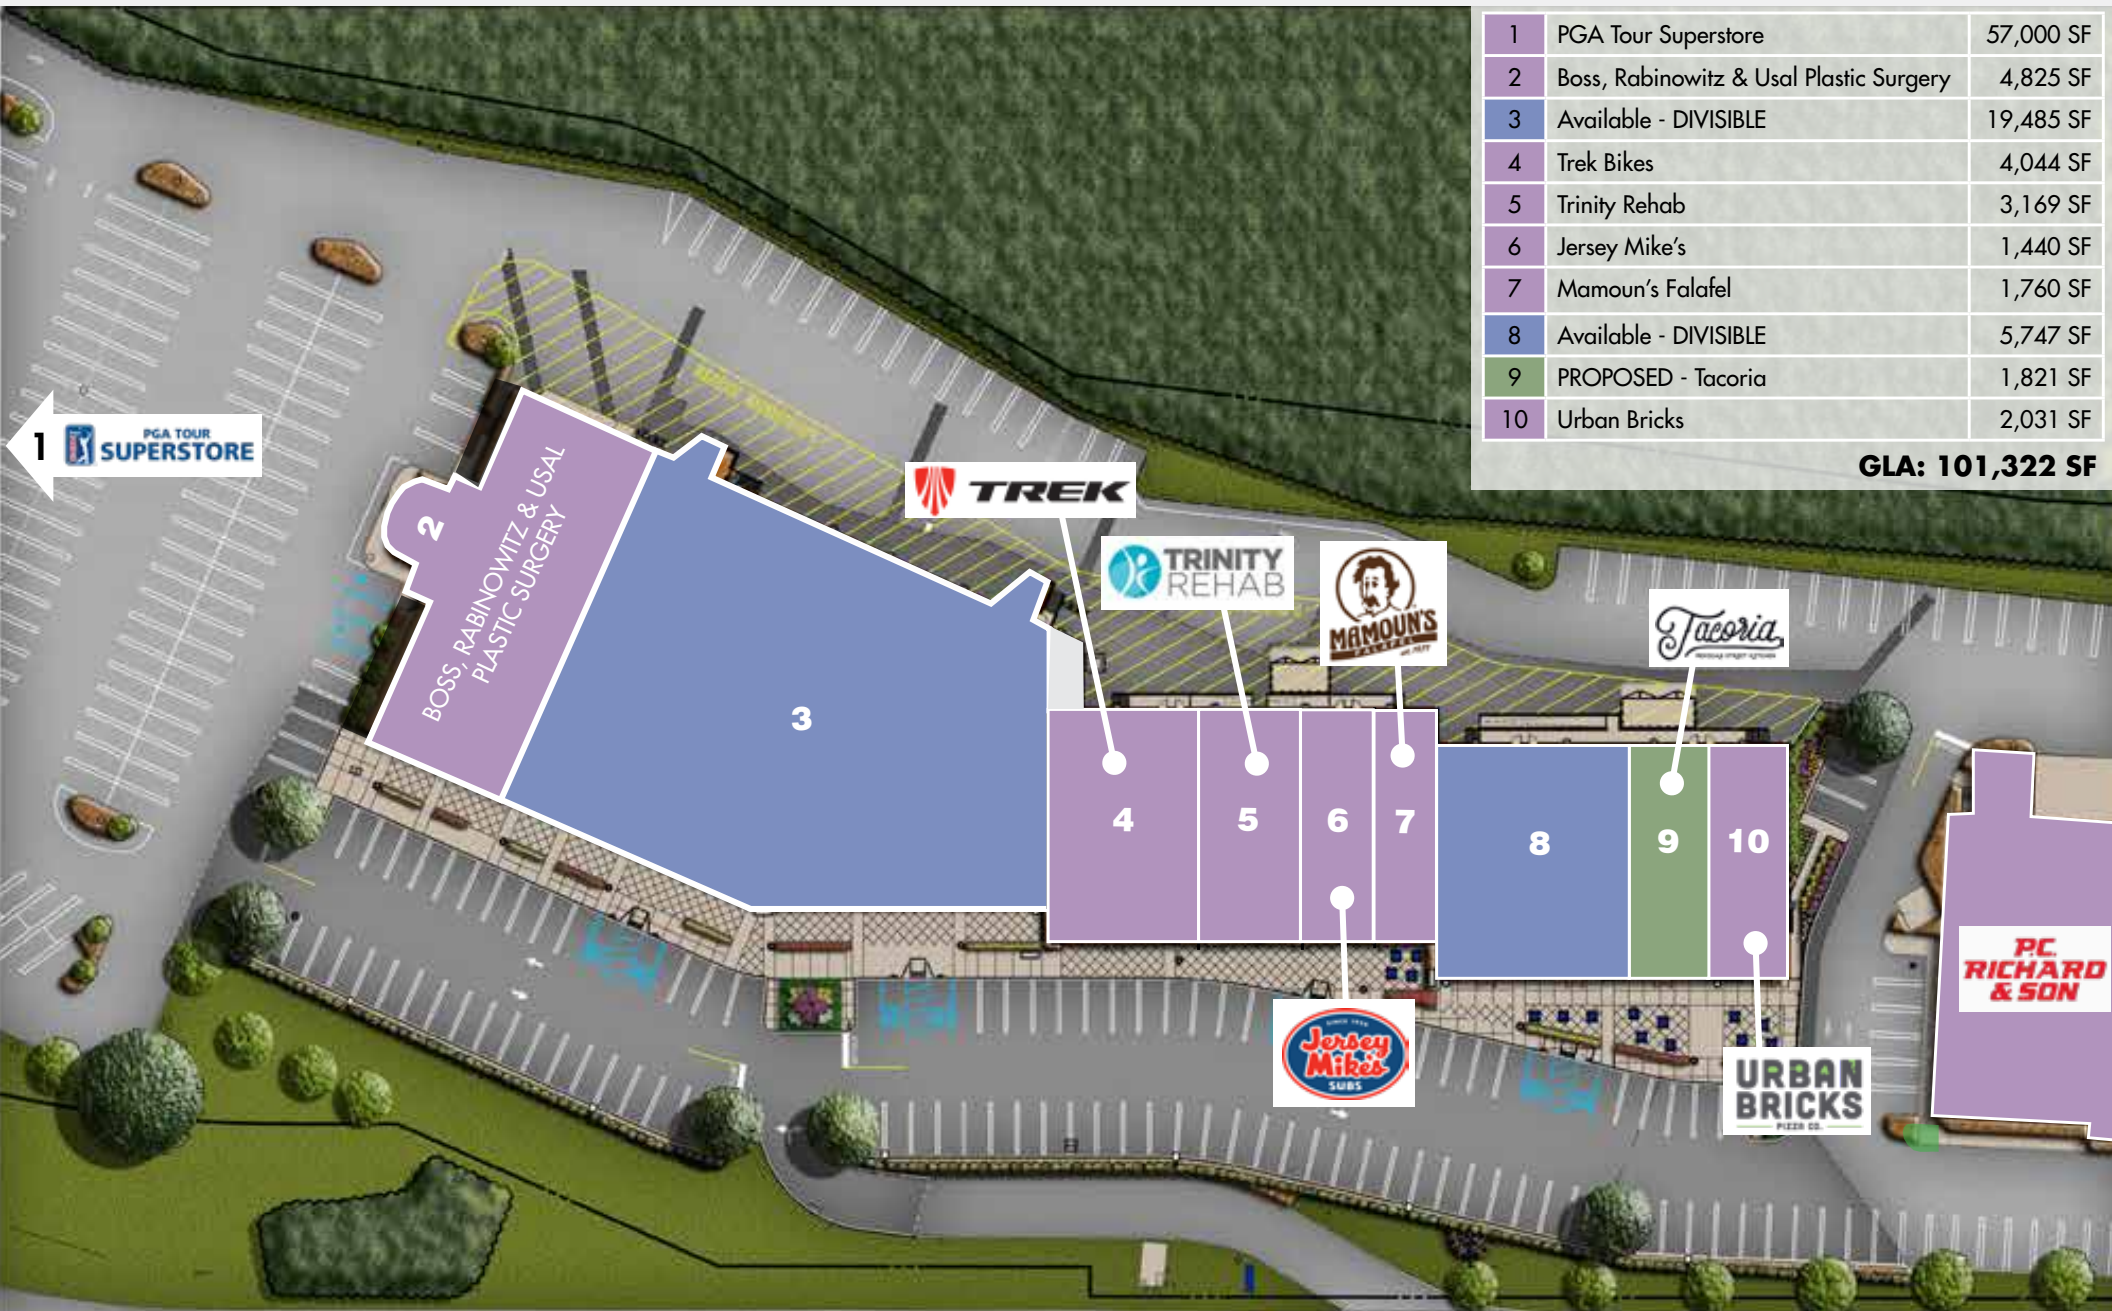 1 PGA Tour Superstore 57,000 SF
2 Boss, Rabinowitz & Usal Plastic Surgery 4,825 SF
3 Available - DIVISIBLE 19,485 SF
4 Trek Bikes 4,044 SF
5 Trinity Rehab 3,169 SF
6 Jersey Mike's 1,440 SF
7 Mamoun's Falafel 1,760 SF
8 Available - DIVISIBLE 5,747 SF
9 PROPOSED - Tacoria 1,821 SF
10 Urban Bricks 2,031 SF
GLA: 101,322 SF
1
PGA TOUR
SUPERSTORE
2
BOSS, RABINOWITZ & USAL
PLASTIC SURGERY
3
TREK
TRINITY
REHAB
MAMOUN'S
FALAFEL
Tacoria
4
5
6
7
8
9
10
SINCE 1956
Jersey
Mike's
SUBS
URBAN
BRICKS
PIZZA CO.
P.C.
RICHARD
& SON